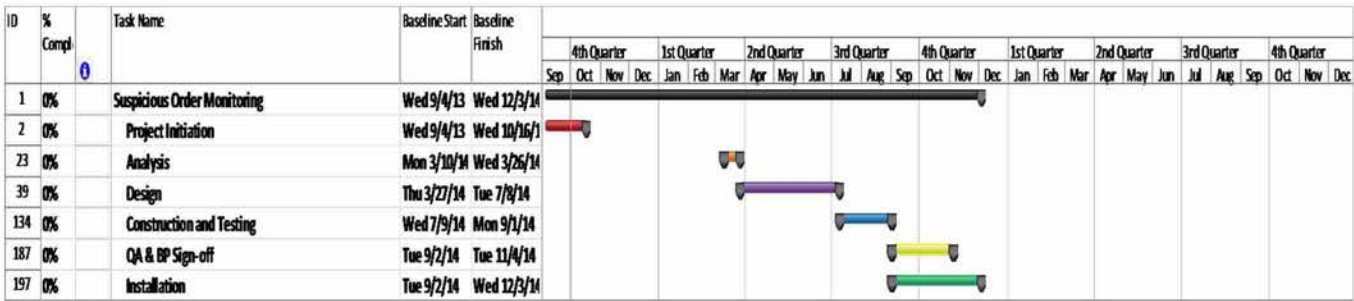 ID % Compl Task Name Baseline Start Baseline Finish
4th Quarter 1st Quarter 2nd Quarter 3rd Quarter 4th Quarter 1st Quarter 2nd Quarter 3rd Quarter 4th Quarter
Sep Oct Nov Dec Jan Feb Mar Apr May Jun Jul Aug Sep Oct Nov Dec Jan Feb Mar Apr May Jun Jul Aug Sep Oct Nov Dec
1 0% Suspicious Order Monitoring Wed 9/4/13 Wed 12/3/14
2 0% Project Initiation Wed 9/4/13 Wed 10/16/1
23 0% Analysis Mon 3/10/14 Wed 3/26/14
39 0% Design Thu 3/27/14 Tue 7/8/14
134 0% Construction and Testing Wed 7/9/14 Mon 9/1/14
187 0% QA & BP Sign-off Tue 9/2/14 Tue 11/4/14
197 0% Installation Tue 9/2/14 Wed 12/3/14